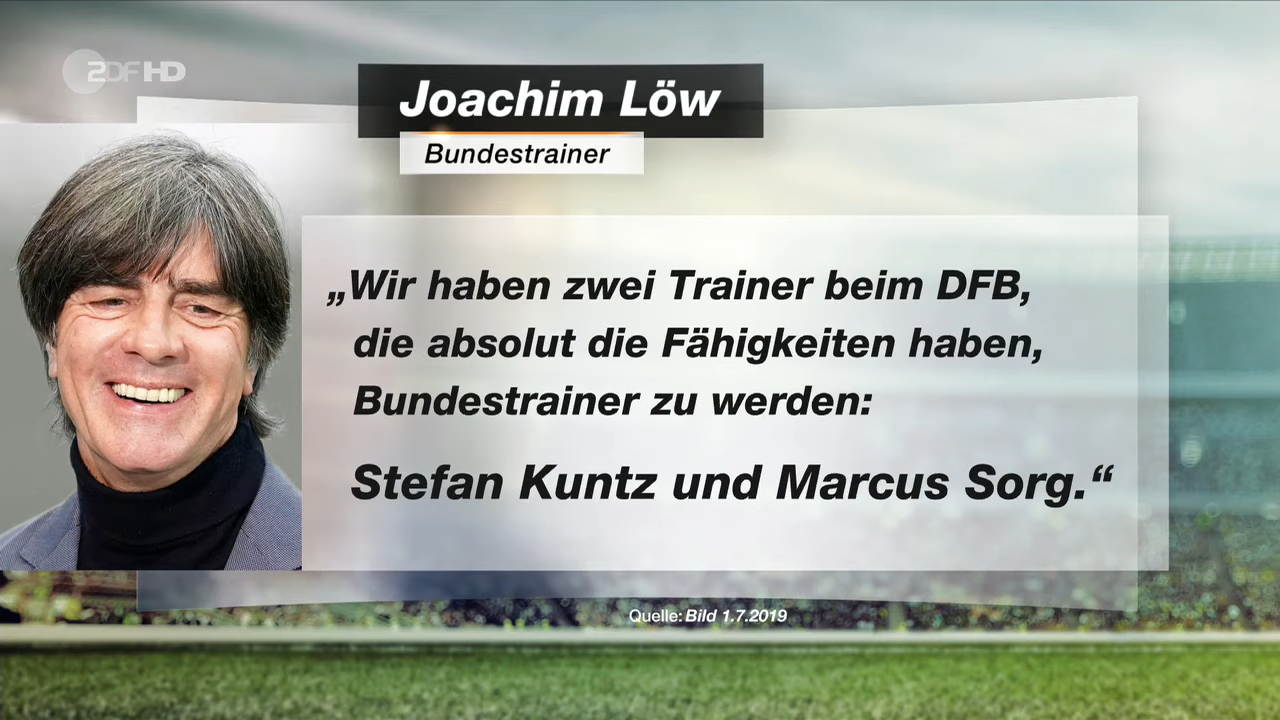 ZDF HD
Joachim Löw
Bundestrainer
„Wir haben zwei Trainer beim DFB,
die absolut die Fähigkeiten haben,
Bundestrainer zu werden:
Stefan Kuntz und Marcus Sorg.“
Quelle: Bild 1.7.2019